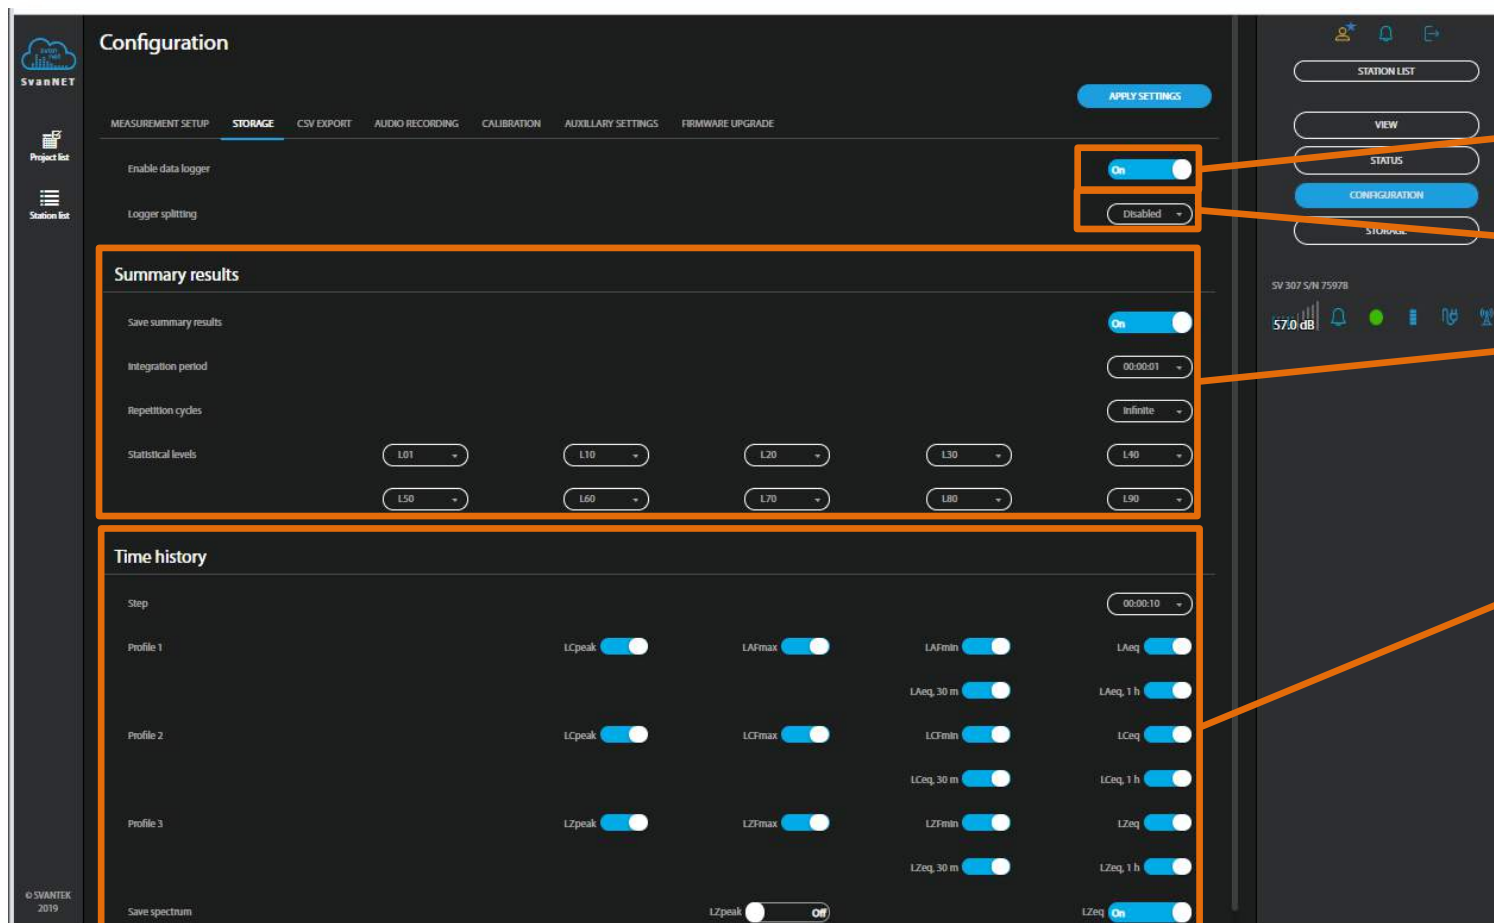 svan
net
SvanNET
Project list
Station list
© SVANTEK
2019
Configuration
APPLY SETTINGS
MEASUREMENT SETUP STORAGE CSV EXPORT AUDIO RECORDING CALIBRATION AUXILLARY SETTINGS FIRMWARE UPGRADE
Enable data logger On
Logger splitting Disabled
Summary results
Save summary results On
Integration period 00:00:01
Repetition cycles Infinite
Statistical levels L01 L10 L20 L30 L40
L50 L60 L70 L80 L90
Time history
Step 00:00:10
Profile 1 LCpeak LAFmax LAFmin LAeq
LAeq, 30 m LAeq, 1 h
Profile 2 LCpeak LCFmax LCFmin LCeq
LCeq, 30 m LCeq, 1 h
Profile 3 LZpeak LZFmax LZFmin LZeq
LZeq, 30 m LZeq, 1 h
Save spectrum LZpeak Off LZeq On
STATION LIST
VIEW
STATUS
CONFIGURATION
STORAGE
SV 307 S/N 75978
57.0 dB